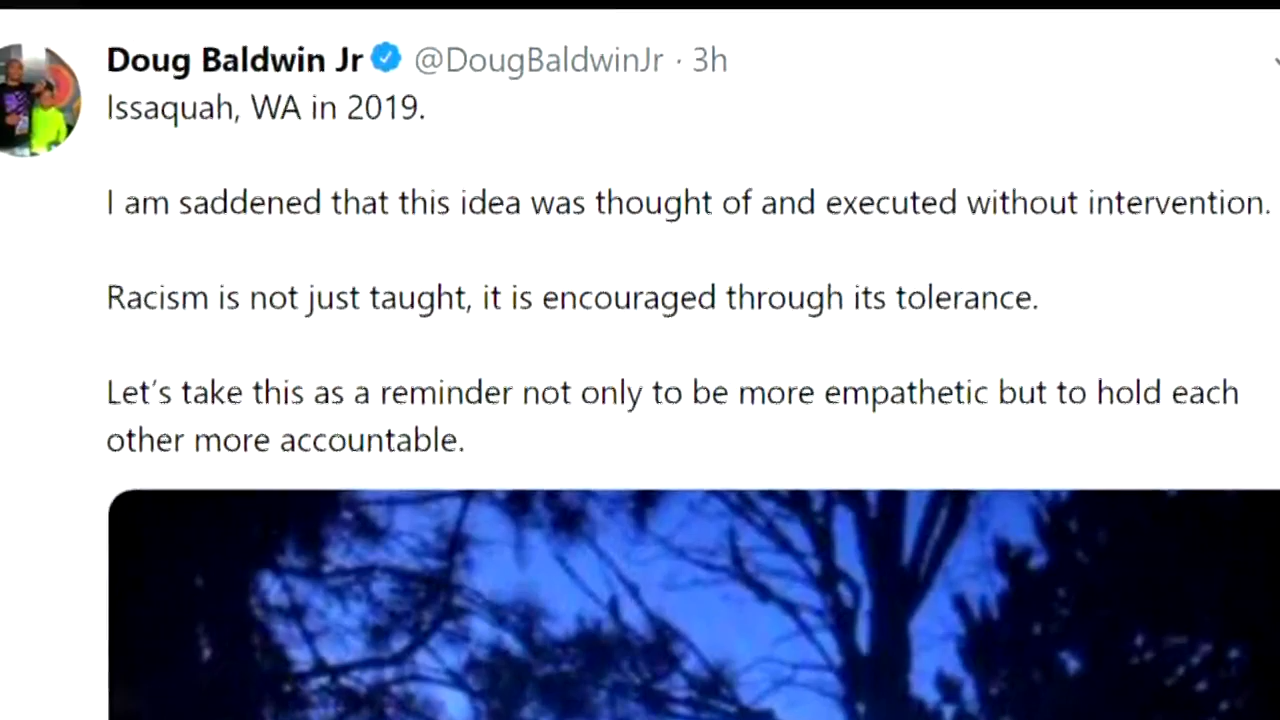 Doug Baldwin Jr @DougBaldwinJr · 3h
Issaquah, WA in 2019.
I am saddened that this idea was thought of and executed without intervention.
Racism is not just taught, it is encouraged through its tolerance.
Let's take this as a reminder not only to be more empathetic but to hold each
other more accountable.